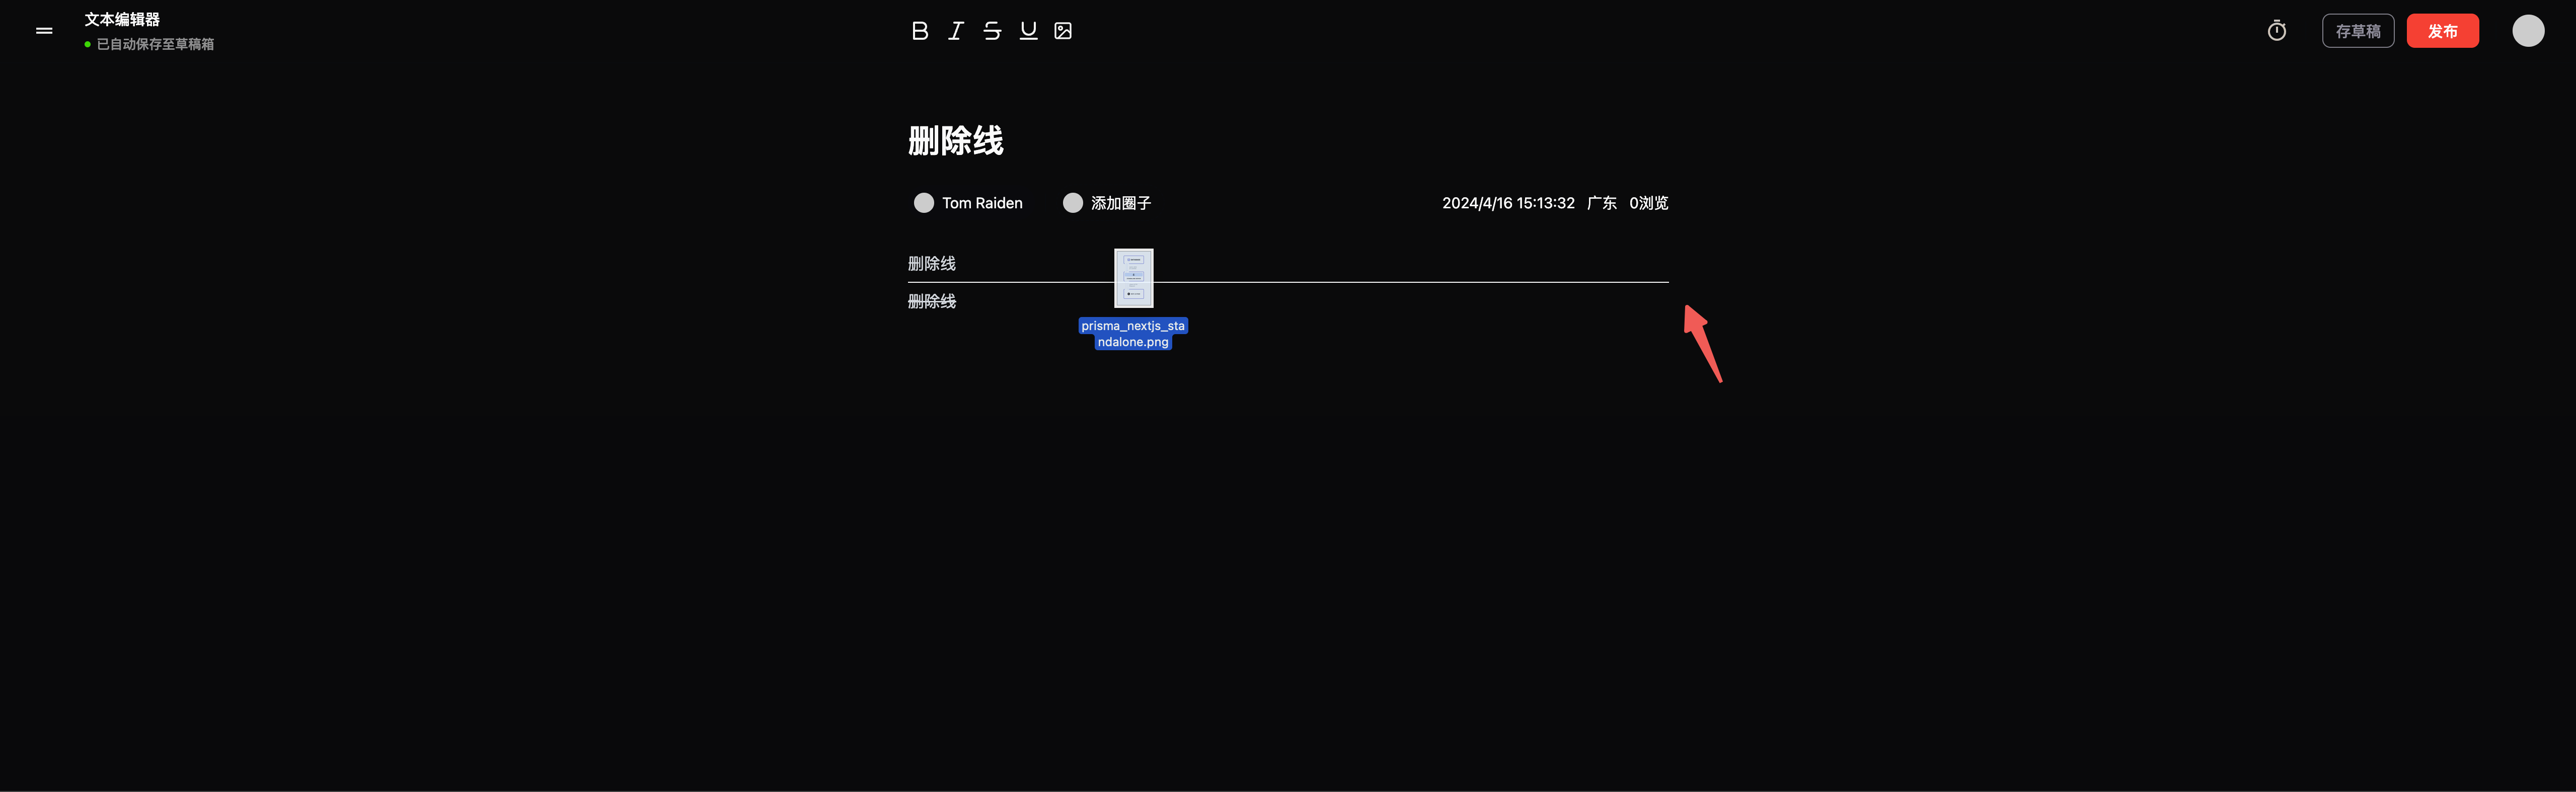 文本编辑器
已自动保存至草稿箱
存草稿
发布
删除线
Tom Raiden
添加圈子
2024/4/16 15:13:32 广东 0浏览
删除线
删除线
prisma_nextjs_sta
ndalone.png